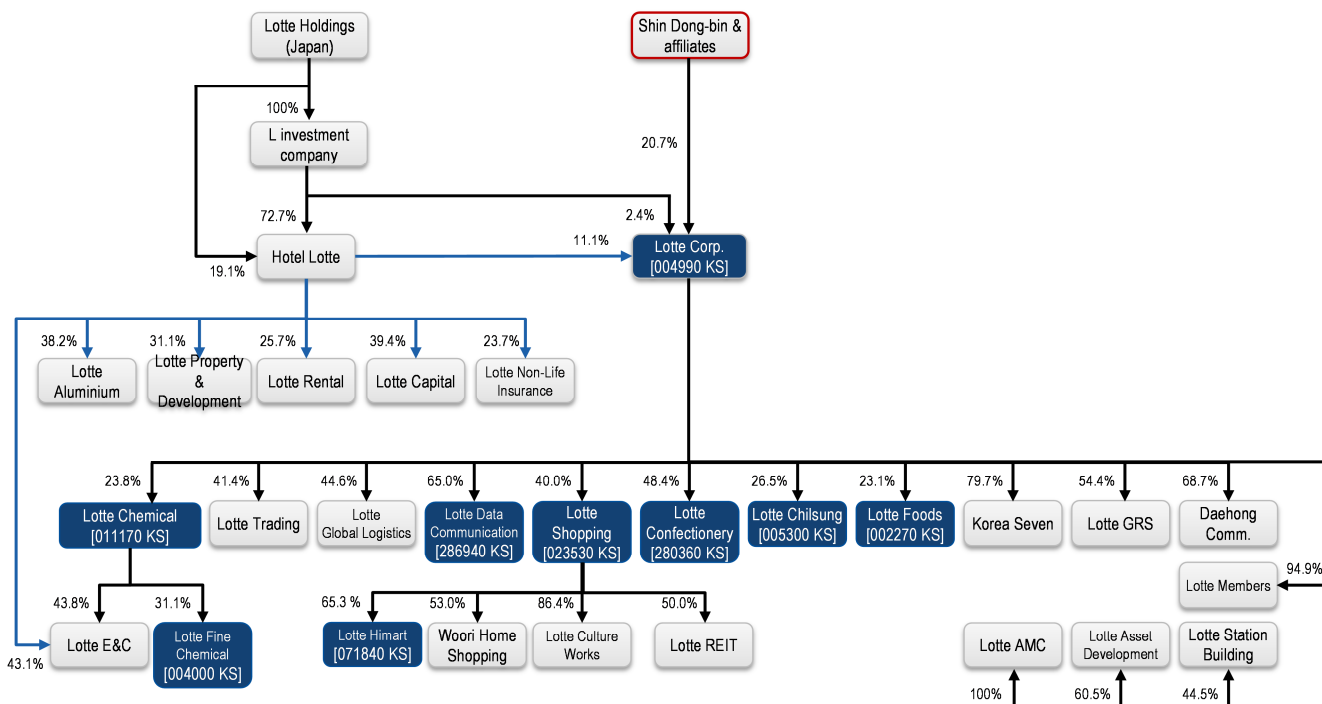 Lotte Holdings
(Japan)
Shin Dong-bin &
affiliates
100%
L investment
company
20.7%
72.7%
2.4%
19.1%
Hotel Lotte
11.1%
Lotte Corp.
[004990 KS]
38.2%
31.1%
25.7%
39.4%
23.7%
Lotte
Aluminium
Lotte Property
&
Development
Lotte Rental
Lotte Capital
Lotte Non-Life
Insurance
23.8%
41.4%
44.6%
65.0%
40.0%
48.4%
26.5%
23.1%
79.7%
54.4%
68.7%
Lotte Chemical
[011170 KS]
Lotte Trading
Lotte
Global Logistics
Lotte Data
Communication
[286940 KS]
Lotte
Shopping
[023530 KS]
Lotte
Confectionery
[280360 KS]
Lotte Chilsung
[005300 KS]
Lotte Foods
[002270 KS]
Korea Seven
Lotte GRS
Daehong
Comm.
Lotte Members
94.9%
43.8%
31.1%
65.3 %
53.0%
86.4%
50.0%
43.1%
Lotte E&C
Lotte Fine
Chemical
[004000 KS]
Lotte Himart
[071840 KS]
Woori Home
Shopping
Lotte Culture
Works
Lotte REIT
Lotte AMC
Lotte Asset
Development
Lotte Station
Building
100%
60.5%
44.5%